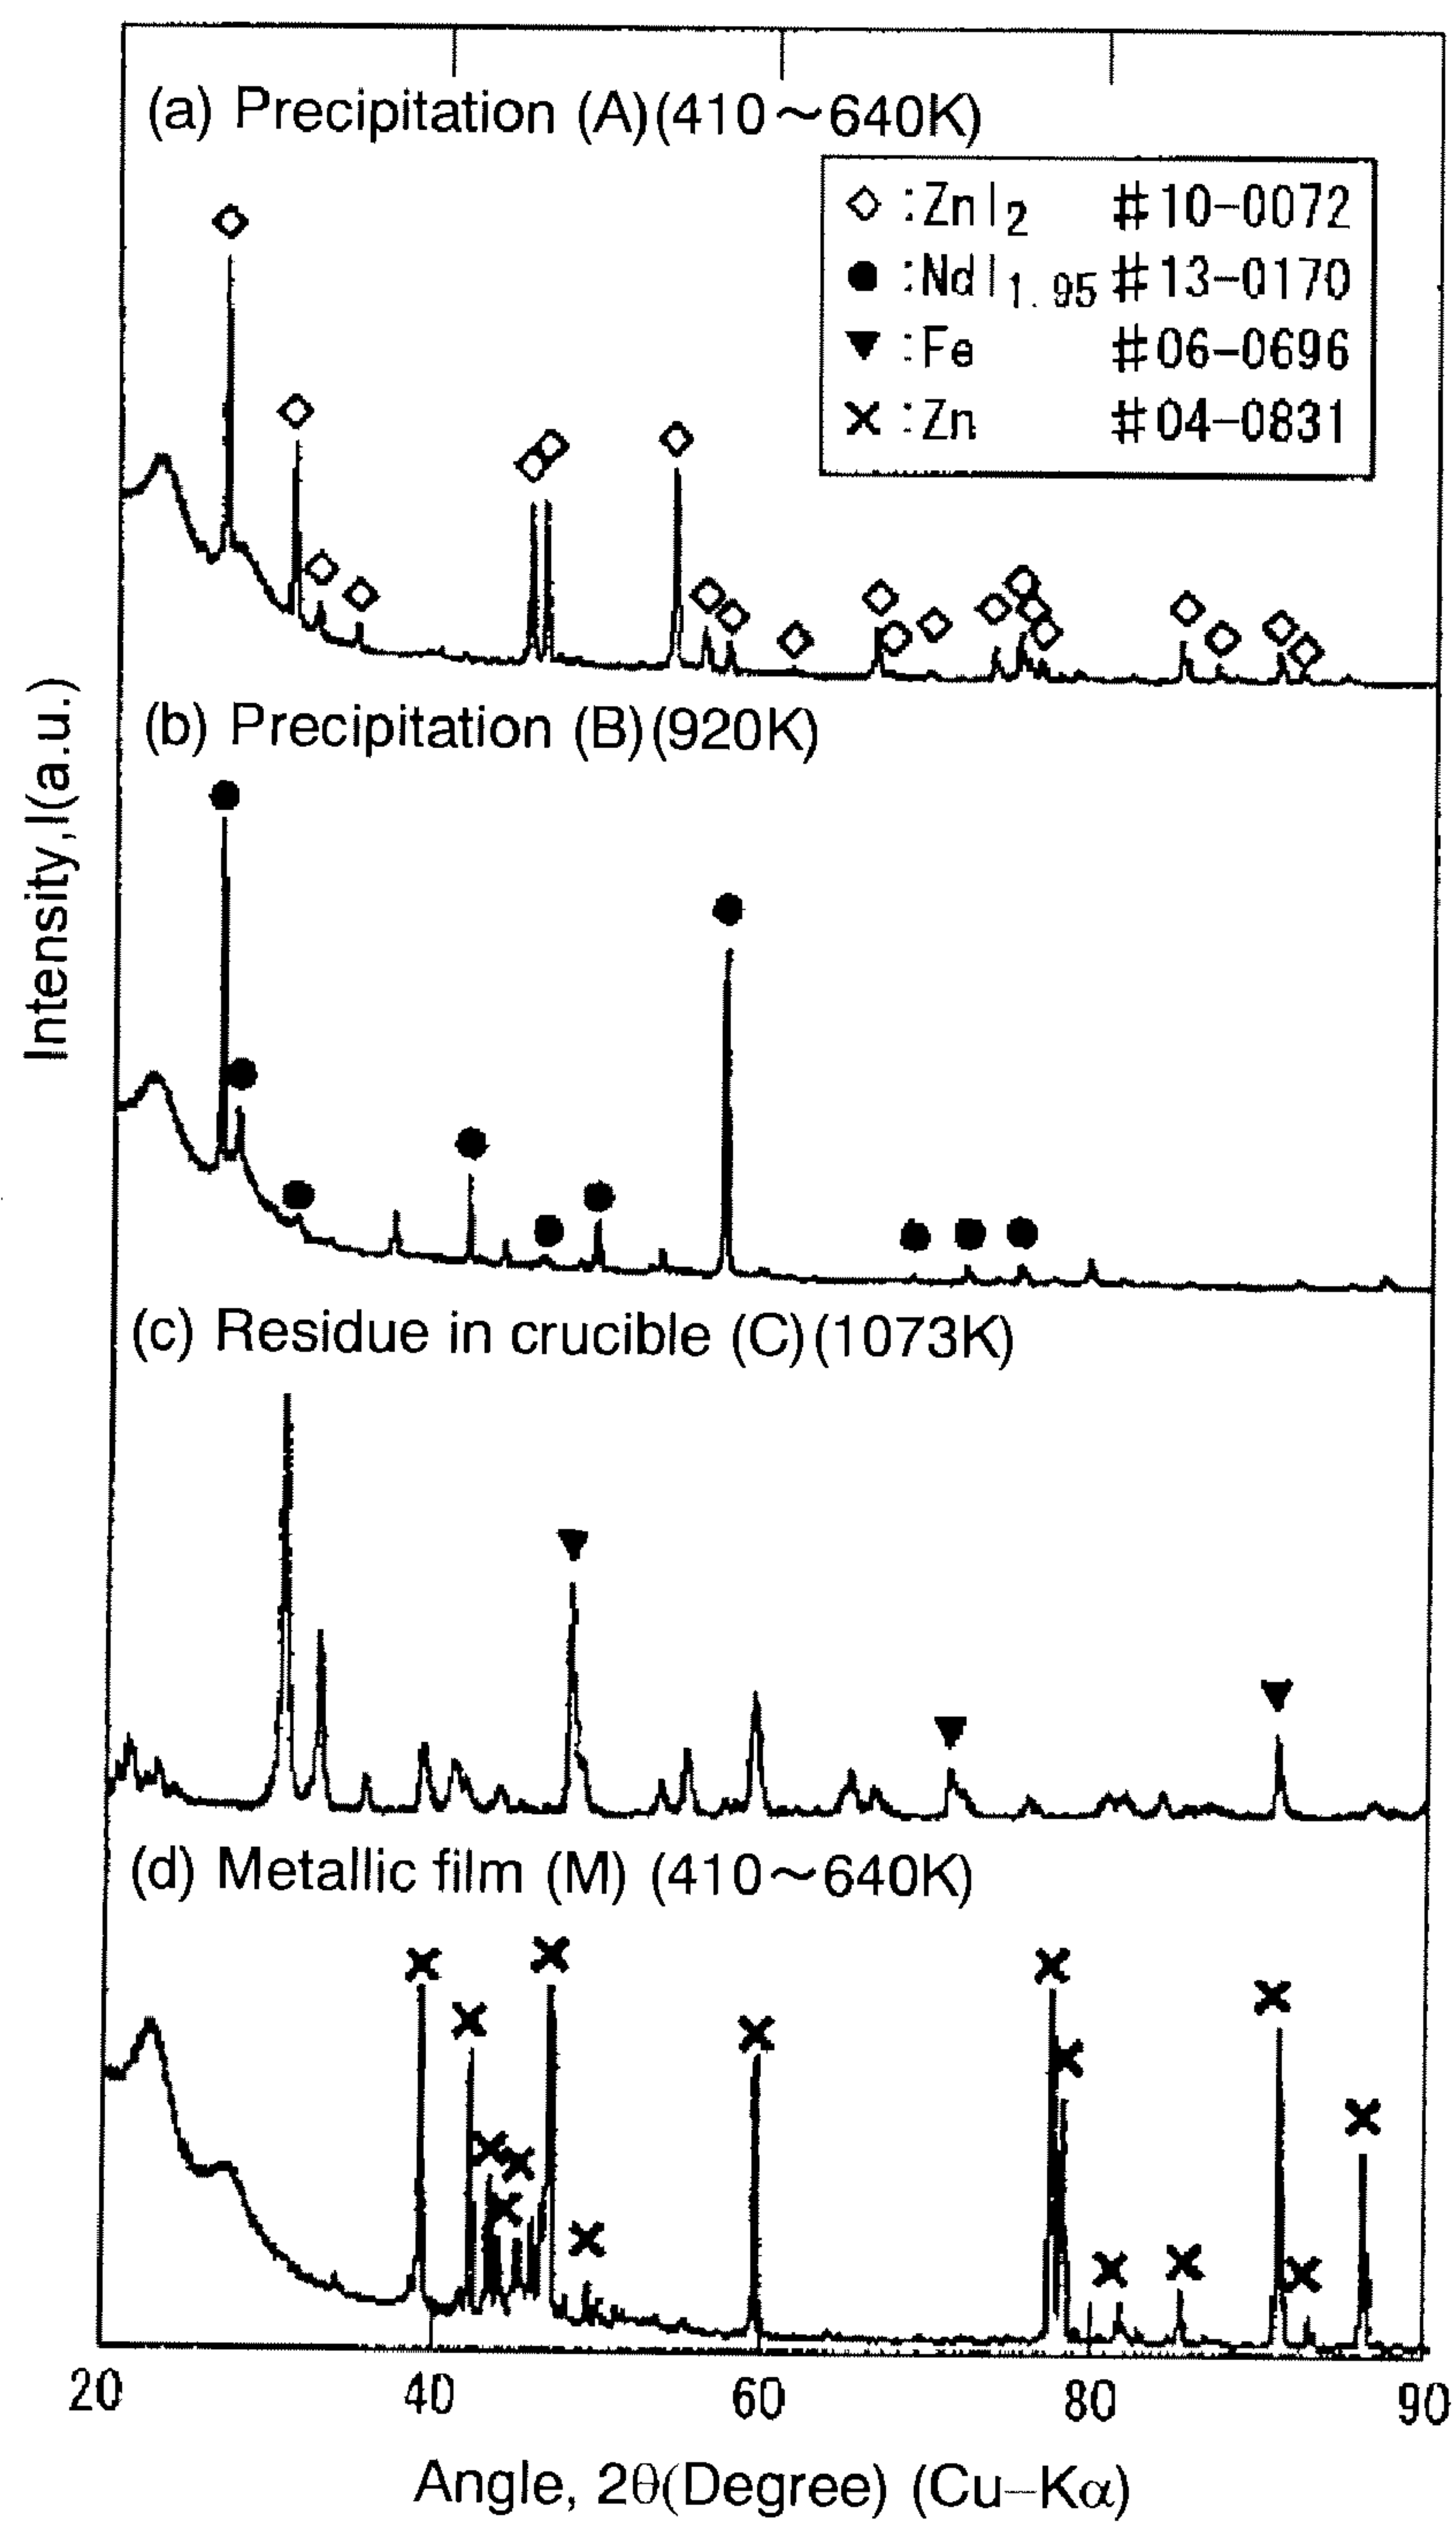 (a) Precipitation (A)(410～640K)
◇ :ZnI2 #10-0072
● :NdI1.95 #13-0170
▼ :Fe #06-0696
× :Zn #04-0831
(b) Precipitation (B)(920K)
Intensity,I(a.u.)
(c) Residue in crucible (C)(1073K)
(d) Metallic film (M) (410～640K)
20 40 60 80 90
Angle, 2θ(Degree) (Cu–Kα)